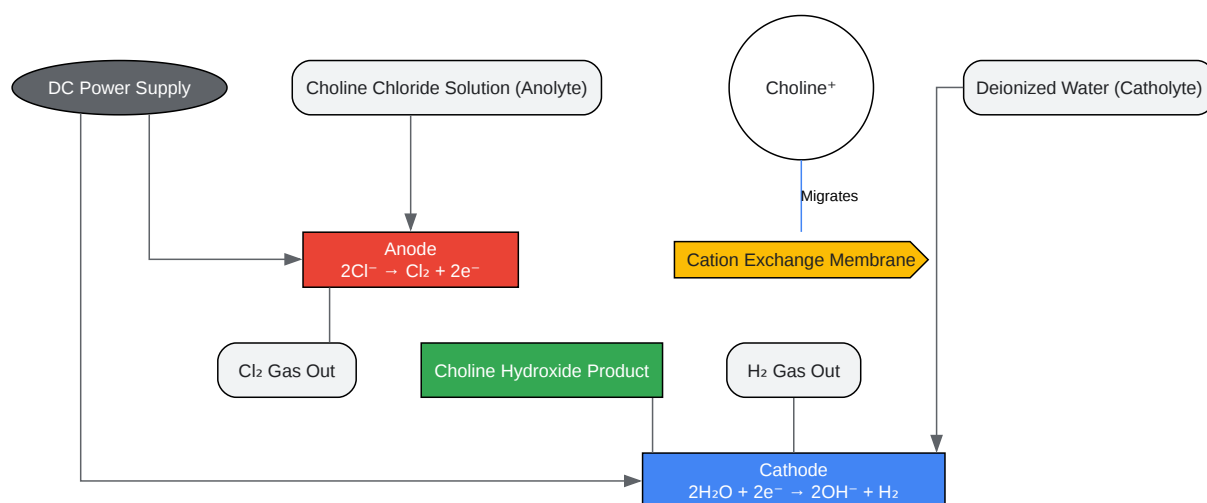 DC Power Supply
Choline Chloride Solution (Anolyte)
Choline⁺
Deionized Water (Catholyte)
Migrates
Anode
2Cl⁻ → Cl₂ + 2e⁻
Cation Exchange Membrane
Cl₂ Gas Out
Choline Hydroxide Product
H₂ Gas Out
Cathode
2H₂O + 2e⁻ → 2OH⁻ + H₂